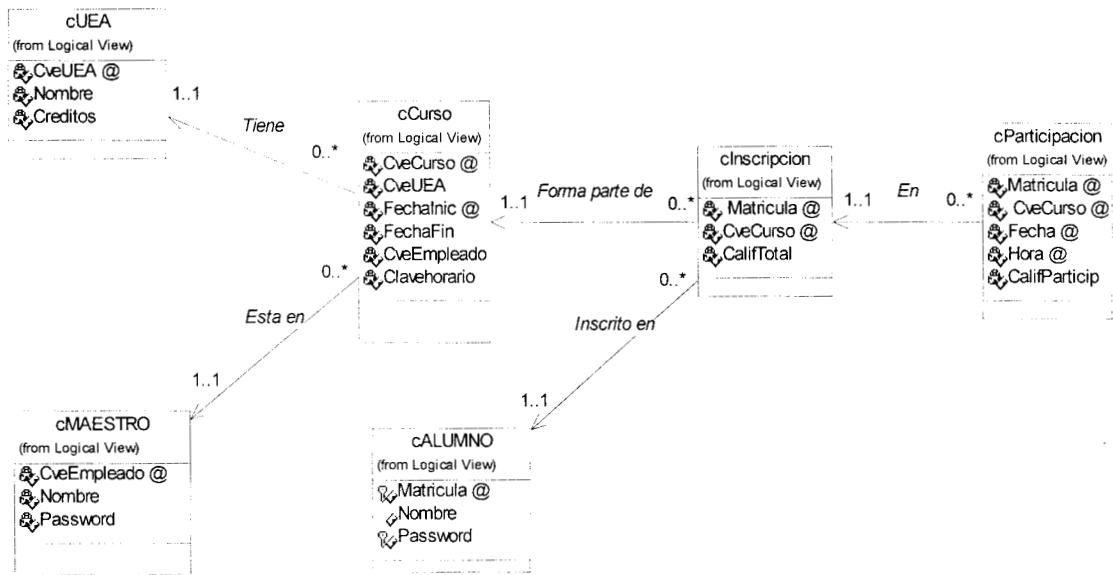 cUEA
(from Logical View)
CveUEA @
Nombre
Creditos
1..1
Tiene
0..*
cCurso
(from Logical View)
CveCurso @
CveUEA
FechaInic @
FechaFin
CveEmpleado
Clavehorario
1..1
Forma parte de
0..*
cInscripcion
(from Logical View)
Matricula @
CveCurso @
CalifTotal
1..1
En
0..*
cParticipacion
(from Logical View)
Matricula @
CveCurso @
Fecha @
Hora @
CalifParticip
0..*
Esta en
1..1
0..*
Inscrito en
1..1
cMAESTRO
(from Logical View)
CveEmpleado @
Nombre
Password
cALUMNO
(from Logical View)
Matricula @
Nombre
Password